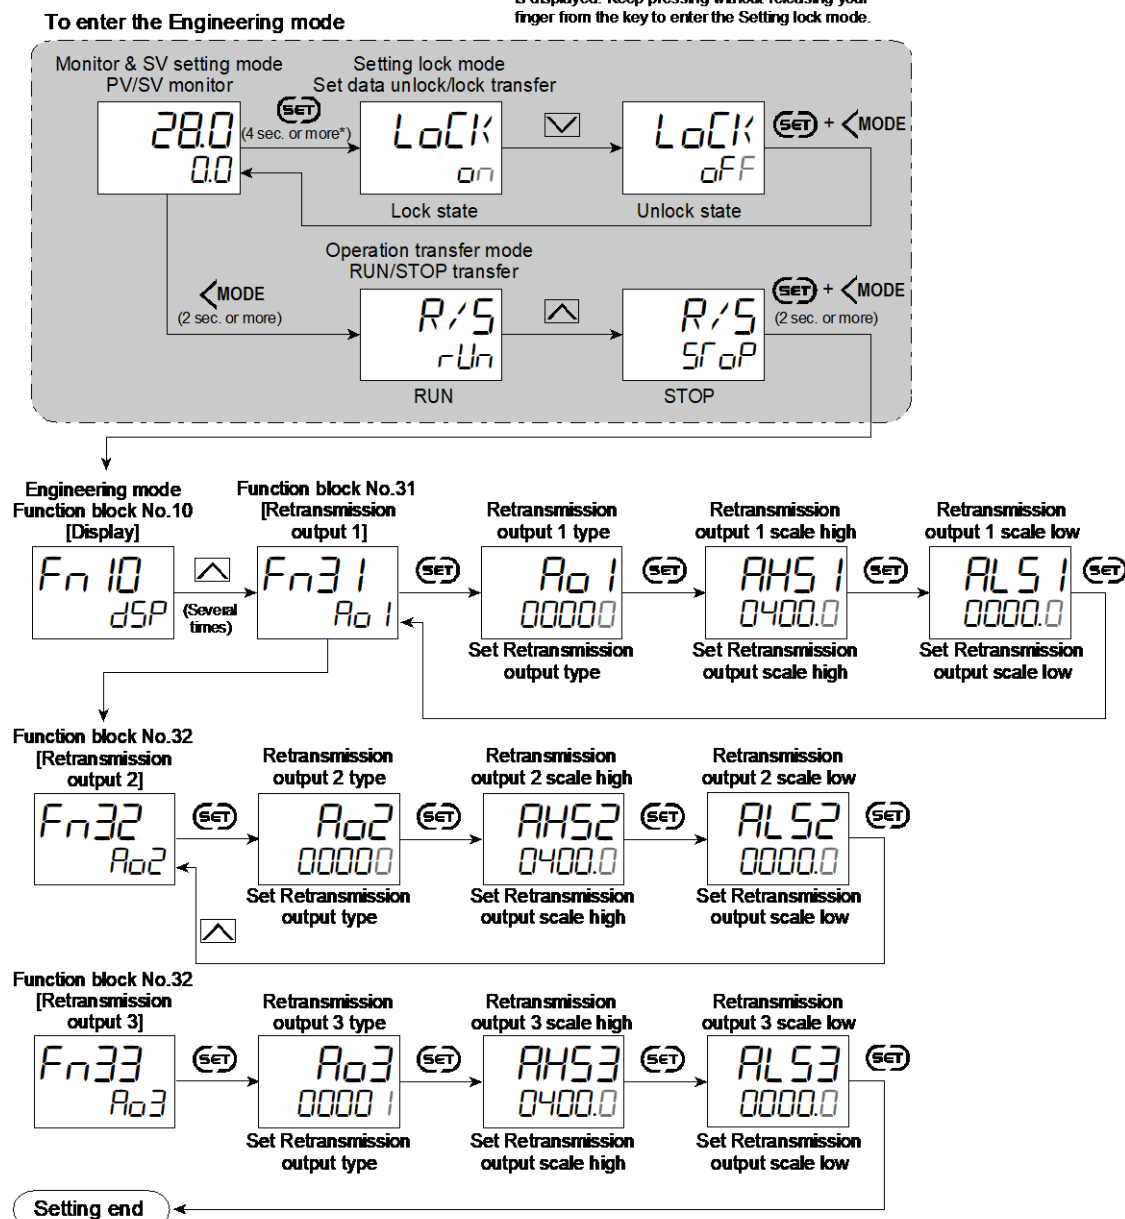 is displayed. Keep pressing without releasing your
finger from the key to enter the Setting lock mode.
To enter the Engineering mode
Monitor & SV setting mode
PV/SV monitor
Setting lock mode
Set data unlock/lock transfer
28.0
0.0
SET
(4 sec. or more*)
LoCK
on
LoCK
oFF
SET + <MODE
Lock state
Unlock state
Operation transfer mode
RUN/STOP transfer
<MODE
(2 sec. or more)
R/S
rUn
R/S
SToP
SET + <MODE
(2 sec. or more)
RUN
STOP
Engineering mode
Function block No.10
[Display]
Function block No.31
[Retransmission
output 1]
Retransmission
output 1 type
Retransmission
output 1 scale high
Retransmission
output 1 scale low
Fn10
dSP
(Several
times)
Fn31
Ao1
SET
Ao1
00000
SET
AHS1
0400.0
SET
ALS1
0000.0
SET
Set Retransmission
output type
Set Retransmission
output scale high
Set Retransmission
output scale low
Function block No.32
[Retransmission
output 2]
Retransmission
output 2 type
Retransmission
output 2 scale high
Retransmission
output 2 scale low
Fn32
Ao2
SET
Ao2
00000
SET
AHS2
0400.0
SET
ALS2
0000.0
SET
Set Retransmission
output type
Set Retransmission
output scale high
Set Retransmission
output scale low
Function block No.32
[Retransmission
output 3]
Retransmission
output 3 type
Retransmission
output 3 scale high
Retransmission
output 3 scale low
Fn33
Ao3
SET
Ao3
00001
SET
AHS3
0400.0
SET
ALS3
0000.0
SET
Set Retransmission
output type
Set Retransmission
output scale high
Set Retransmission
output scale low
Setting end